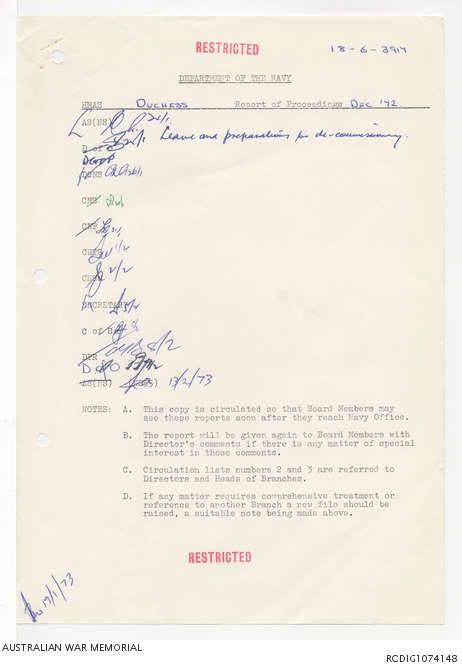 RESTRICTED
18-6-3917
DEPARTMENT OF THE NAVY
HMAS DUCHESS Report of Proceedings DEC '72.
AS(NS)
Leave and preparations for de-commissioning.
D of
DCNS
CNP
SECRETARY
C of
DPR
AS(NS) 13/2/73
NOTES: A. This copy is circulated so that Board Members may
see these reports soon after they reach Navy Office.
B. The report will be given again to Board Members with
Director's comments if there is any matter of special
interest in those comments.
C. Circulation lists numbers 2 and 3 are referred to
Directors and Heads of Branches.
D. If any matter requires comprehensive treatment or
reference to another Branch a new file should be
raised, a suitable note being made above.
RESTRICTED
AUSTRALIAN WAR MEMORIAL
RCDIG1074148